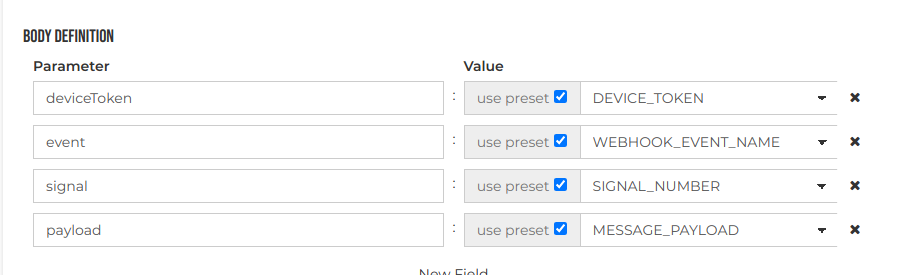 BODY DEFINITION
Parameter Value
deviceToken : use preset DEVICE_TOKEN
event : use preset WEBHOOK_EVENT_NAME
signal : use preset SIGNAL_NUMBER
payload : use preset MESSAGE_PAYLOAD
New Field